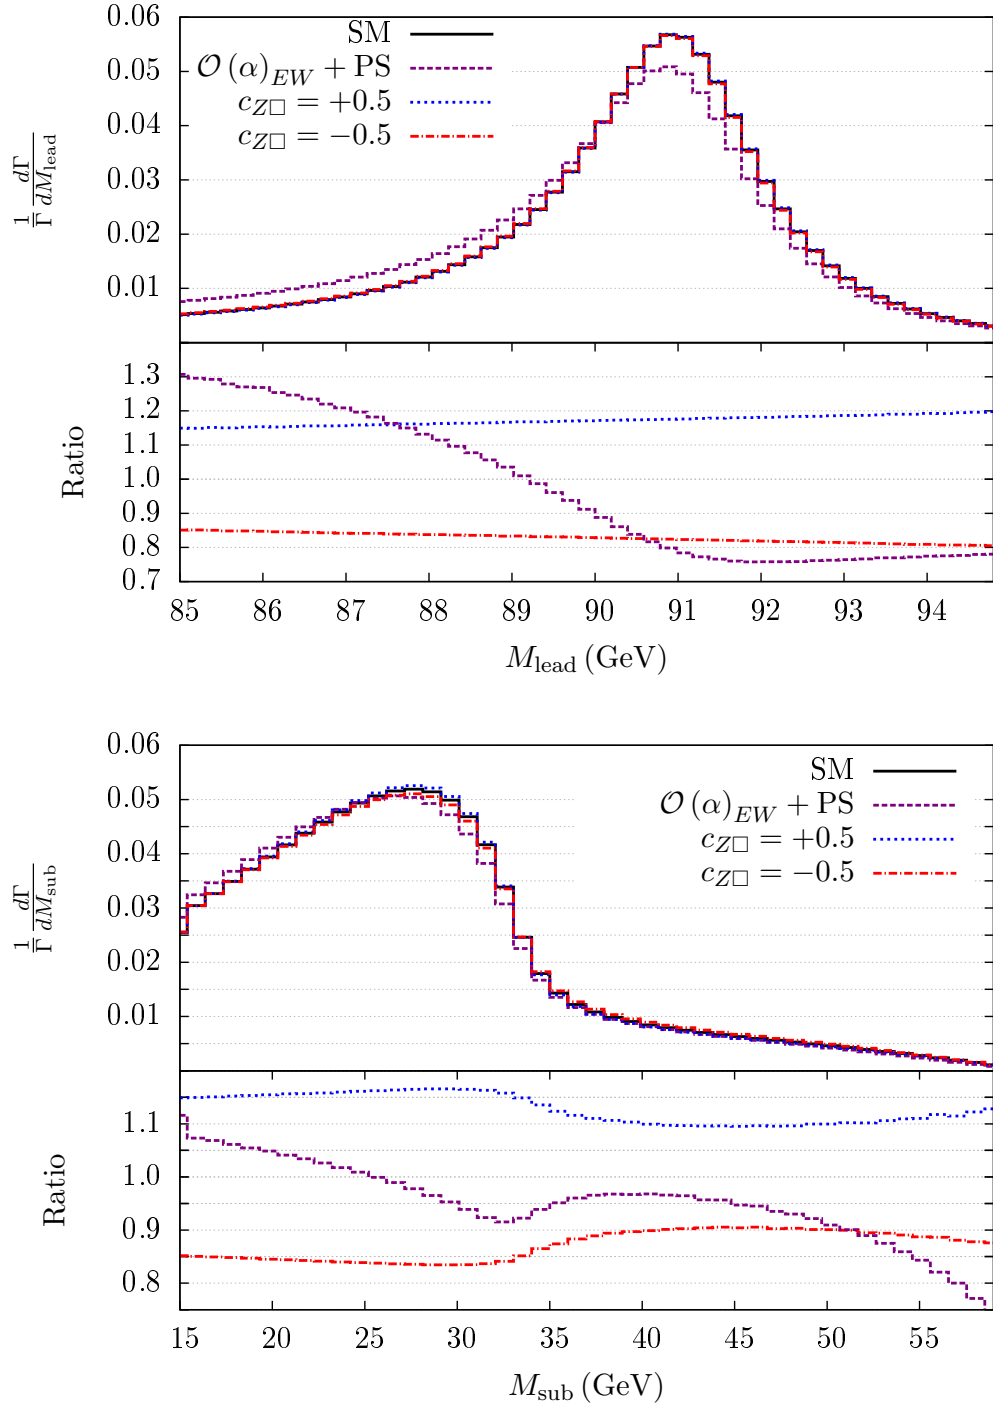 0.06
0.05
0.04
0.03
0.02
0.01
1/Γ dΓ/dM_lead
SM
𝒪(α)_EW + PS
c_Z□ = +0.5
c_Z□ = −0.5
1.3
1.2
1.1
1.0
0.9
0.8
0.7
Ratio
85 86 87 88 89 90 91 92 93 94
M_lead (GeV)
0.06
0.05
0.04
0.03
0.02
0.01
1/Γ dΓ/dM_sub
SM
𝒪(α)_EW + PS
c_Z□ = +0.5
c_Z□ = −0.5
1.1
1.0
0.9
0.8
Ratio
15 20 25 30 35 40 45 50 55
M_sub (GeV)